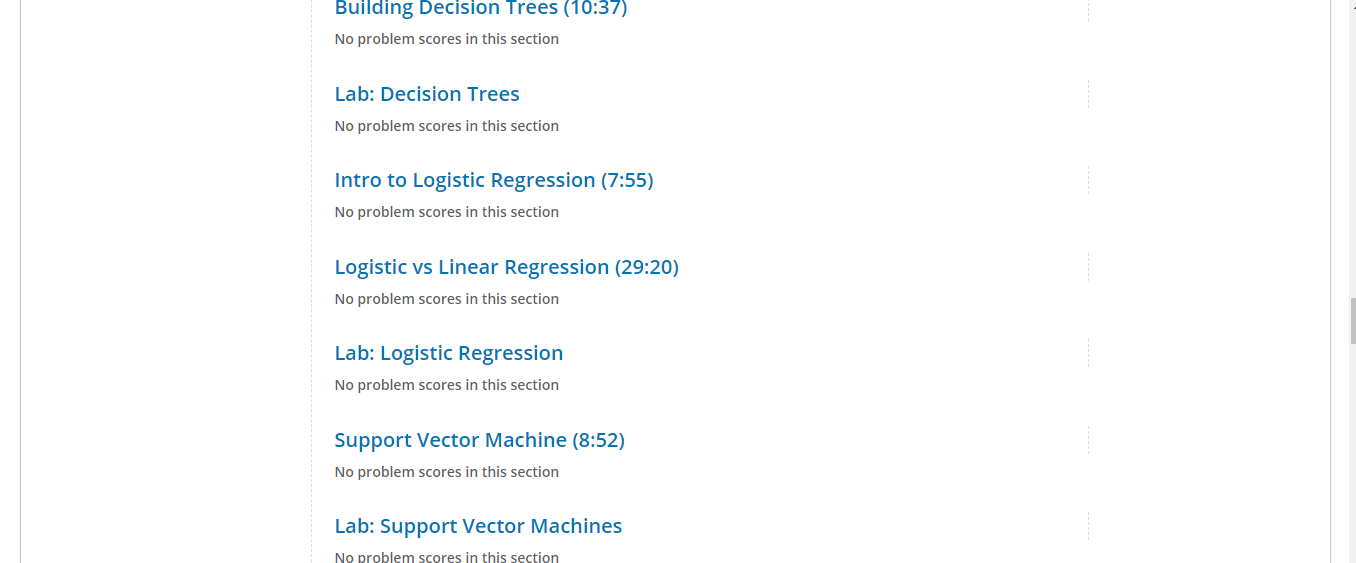 Building Decision Trees (10:37)
No problem scores in this section
Lab: Decision Trees
No problem scores in this section
Intro to Logistic Regression (7:55)
No problem scores in this section
Logistic vs Linear Regression (29:20)
No problem scores in this section
Lab: Logistic Regression
No problem scores in this section
Support Vector Machine (8:52)
No problem scores in this section
Lab: Support Vector Machines
No problem scores in this section